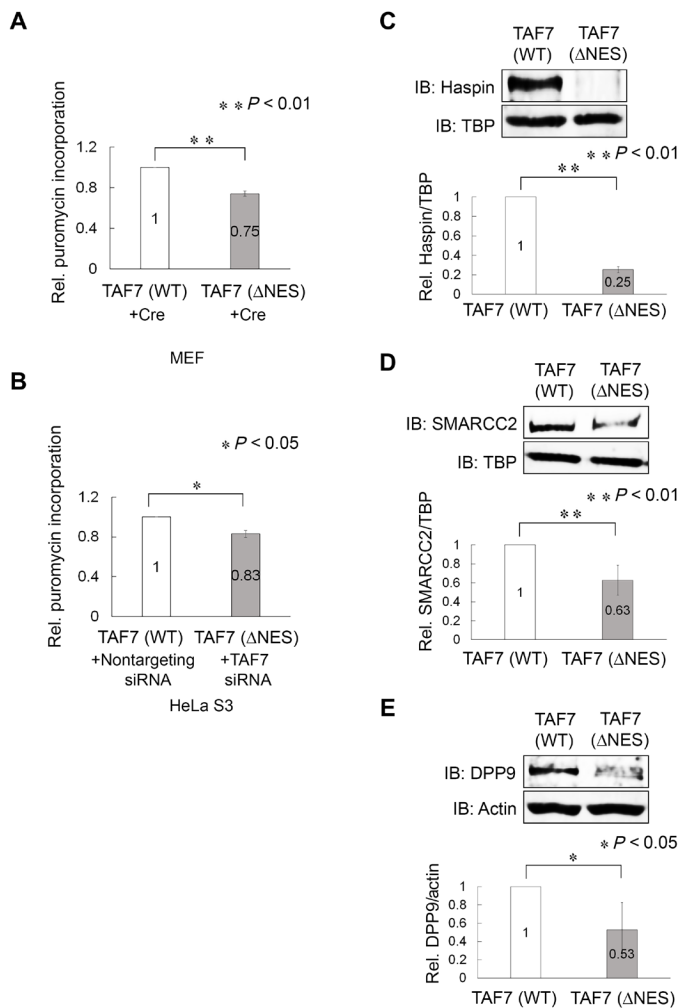 A
** P < 0.01
Rel. puromycin incorporation
1.2
0.8
0.4
0
**
1
0.75
TAF7 (WT) TAF7 (ΔNES)
+Cre +Cre
MEF
B
* P < 0.05
Rel. puromycin incorporation
1.2
0.8
0.4
0
*
1
0.83
TAF7 (WT) TAF7 (ΔNES)
+Nontargeting +TAF7
siRNA siRNA
HeLa S3
C
TAF7 TAF7
(WT) (ΔNES)
IB: Haspin
IB: TBP
** P < 0.01
Rel. Haspin/TBP
1
0.8
0.6
0.4
0.2
0
**
1
0.25
TAF7 (WT) TAF7 (ΔNES)
D
TAF7 TAF7
(WT) (ΔNES)
IB: SMARCC2
IB: TBP
** P < 0.01
Rel. SMARCC2/TBP
1
0.8
0.6
0.4
0.2
0
**
1
0.63
TAF7 (WT) TAF7 (ΔNES)
E
TAF7 TAF7
(WT) (ΔNES)
IB: DPP9
IB: Actin
* P < 0.05
Rel. DPP9/actin
1
0.8
0.6
0.4
0.2
0
*
1
0.53
TAF7 (WT) TAF7 (ΔNES)